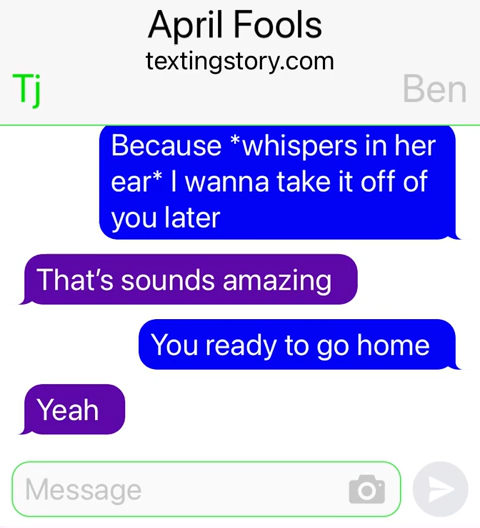 April Fools
textingstory.com
Tj
Ben
Because *whispers in her
ear* I wanna take it off of
you later
That's sounds amazing
You ready to go home
Yeah
Message